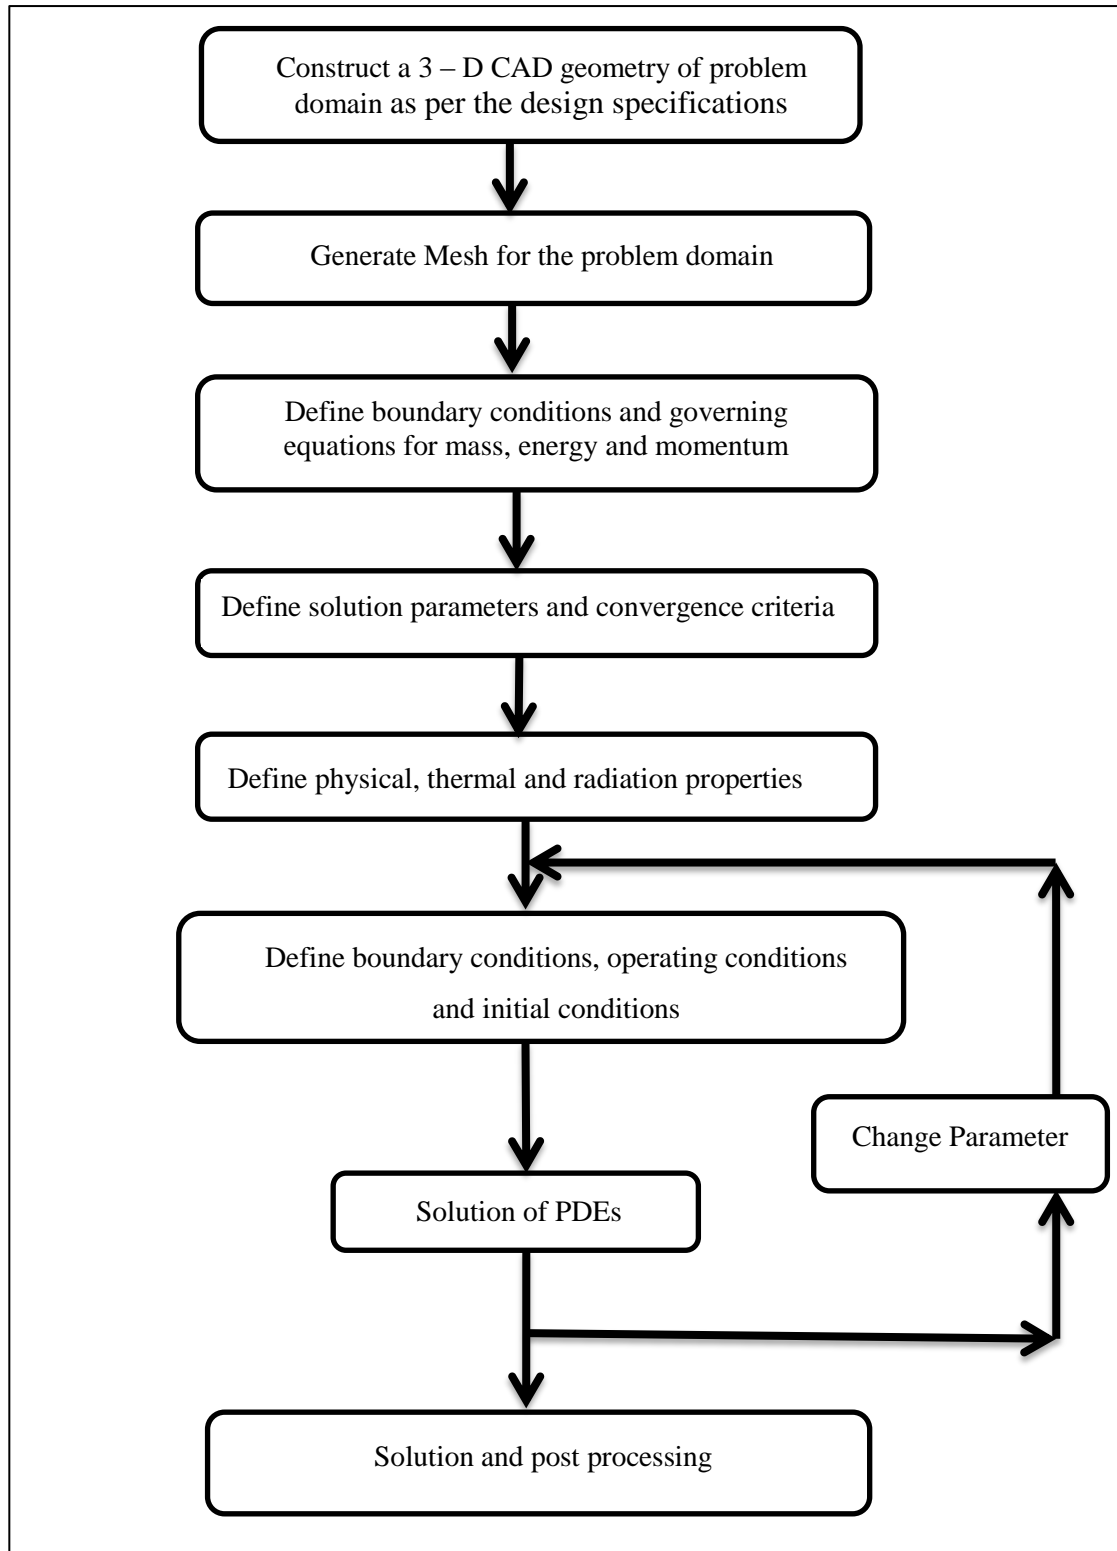 Construct a 3 – D CAD geometry of problem
domain as per the design specifications
Generate Mesh for the problem domain
Define boundary conditions and governing
equations for mass, energy and momentum
Define solution parameters and convergence criteria
Define physical, thermal and radiation properties
Define boundary conditions, operating conditions
and initial conditions
Change Parameter
Solution of PDEs
Solution and post processing